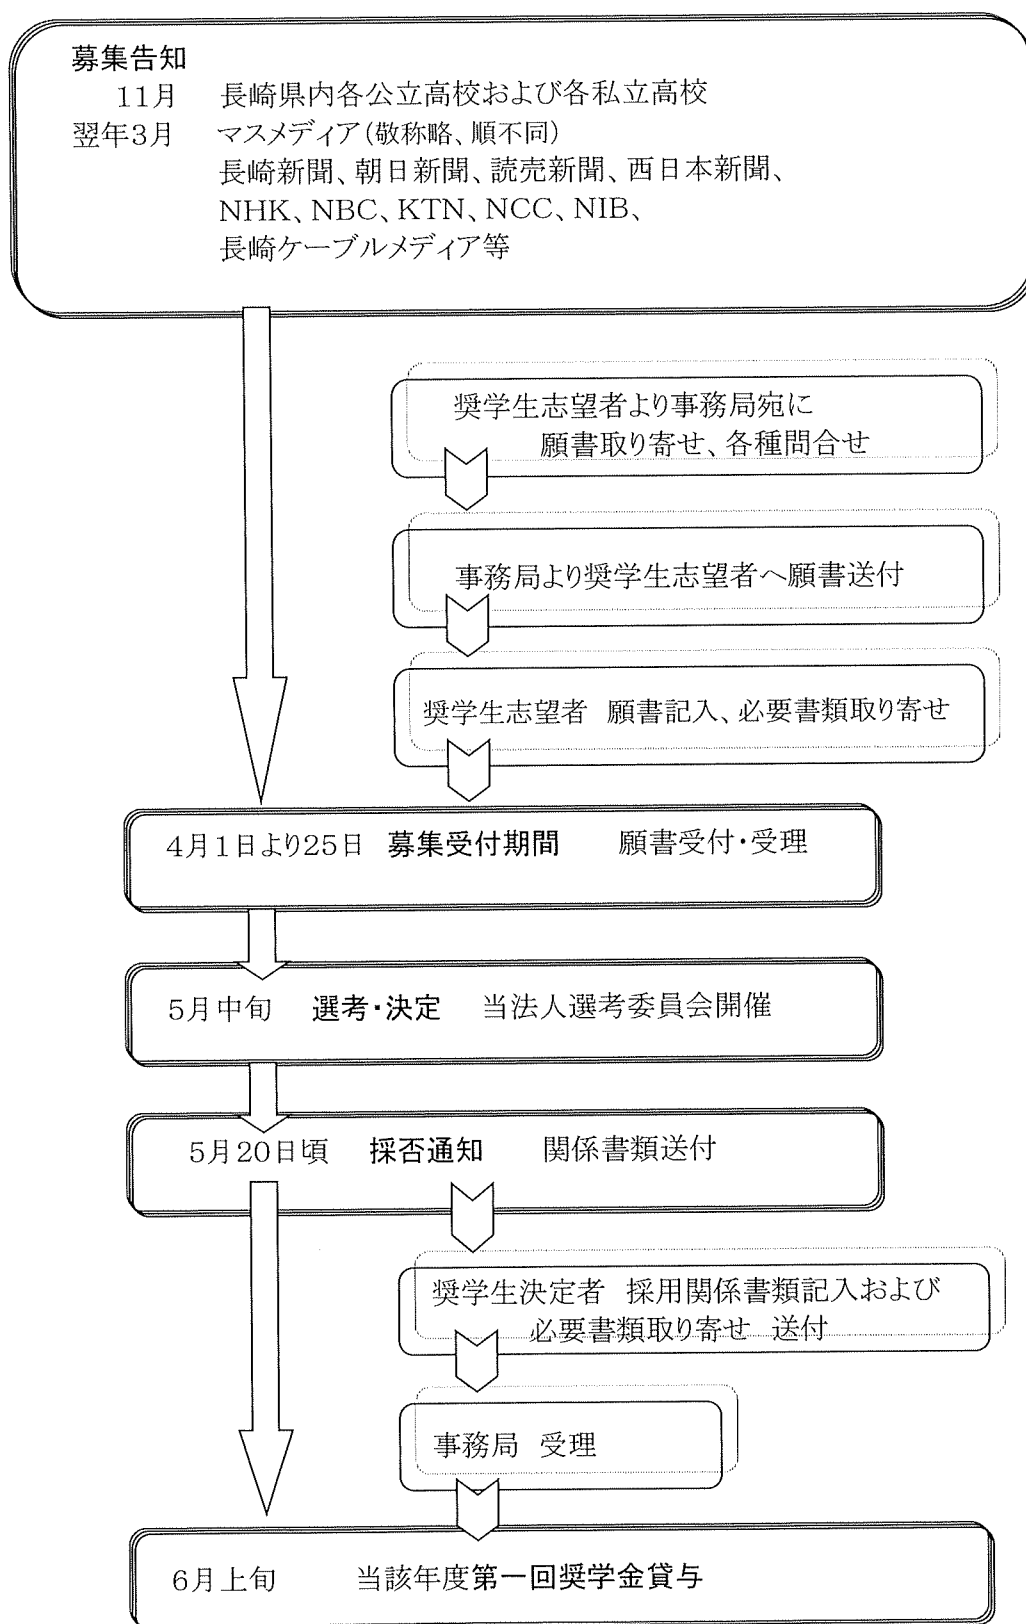 募集告知
11月 長崎県内各公立高校および各私立高校
翌年3月 マスメディア(敬称略、順不同)
長崎新聞、朝日新聞、読売新聞、西日本新聞、
NHK、NBC、KTN、NCC、NIB、
長崎ケーブルメディア等
奨学生志望者より事務局宛に
願書取り寄せ、各種問合せ
事務局より奨学生志望者へ願書送付
奨学生志望者 願書記入、必要書類取り寄せ
4月1日より25日 募集受付期間 願書受付・受理
5月中旬 選考・決定 当法人選考委員会開催
5月20日頃 採否通知 関係書類送付
奨学生決定者 採用関係書類記入および
必要書類取り寄せ 送付
事務局 受理
6月上旬 当該年度第一回奨学金貸与